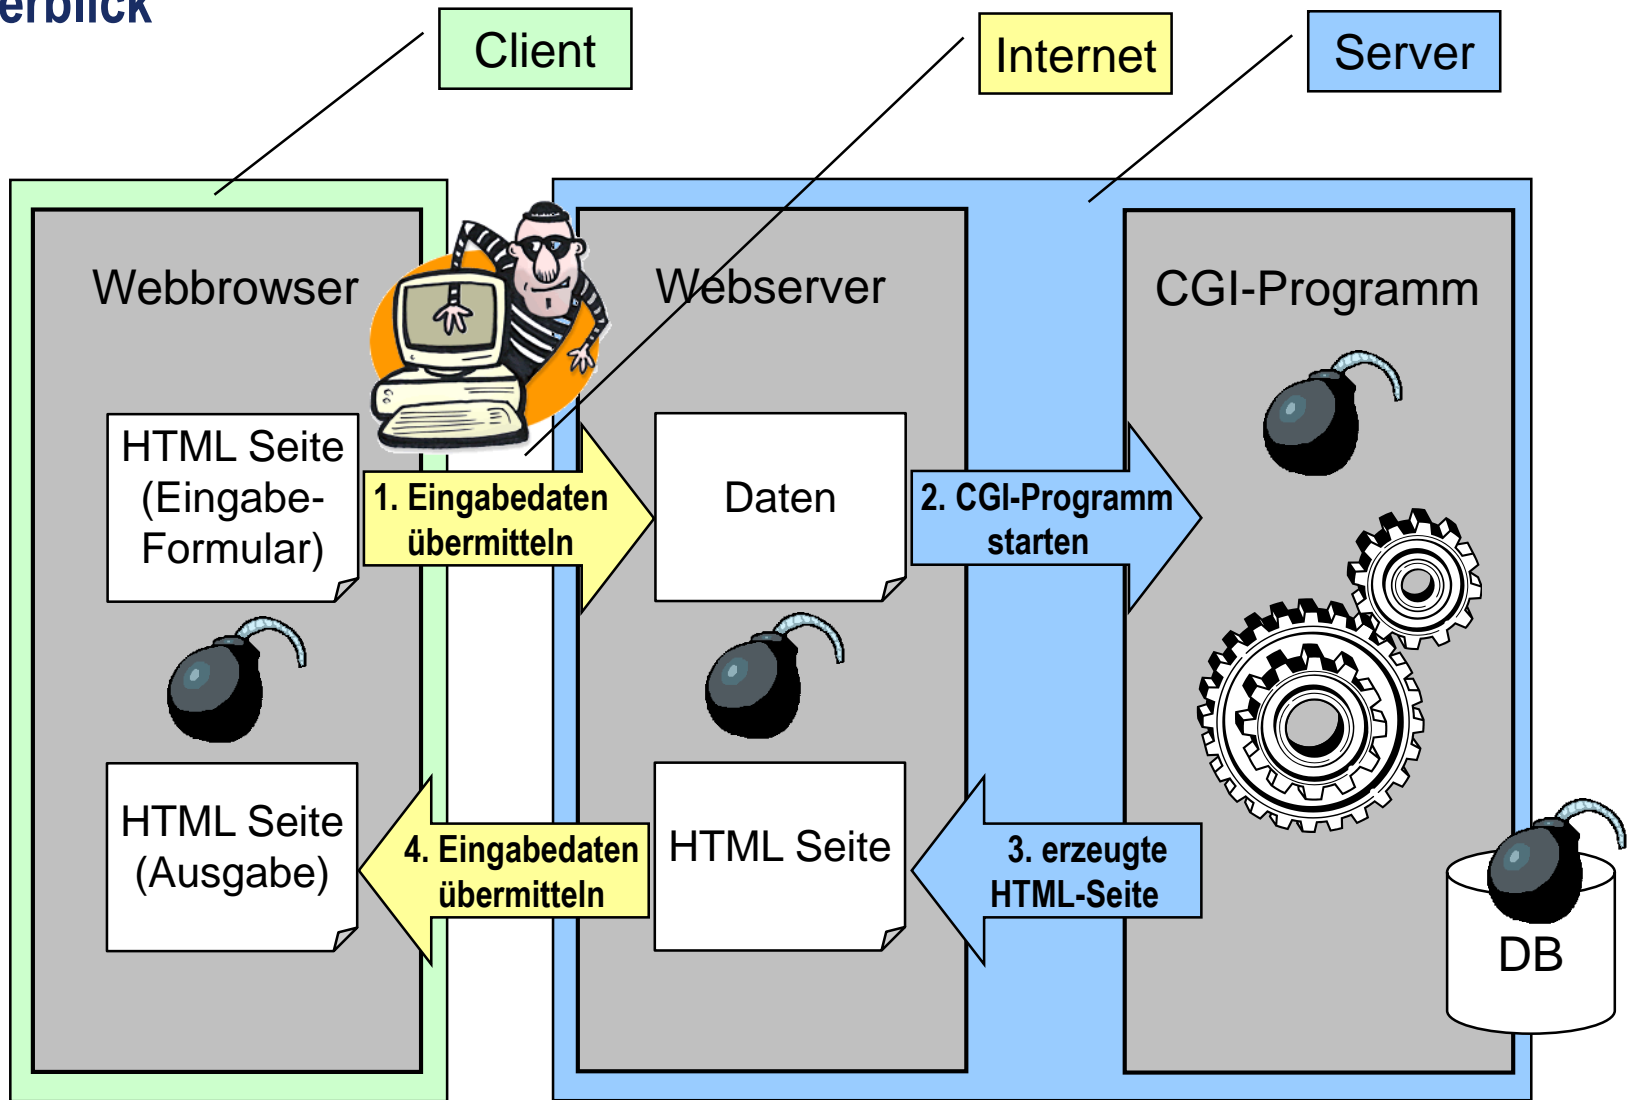 erblick
Client
Internet
Server
Webbrowser
Webserver
CGI-Programm
HTML Seite
(Eingabe-
Formular)
1. Eingabedaten
übermitteln
Daten
2. CGI-Programm
starten
HTML Seite
(Ausgabe)
4. Eingabedaten
übermitteln
HTML Seite
3. erzeugte
HTML-Seite
DB